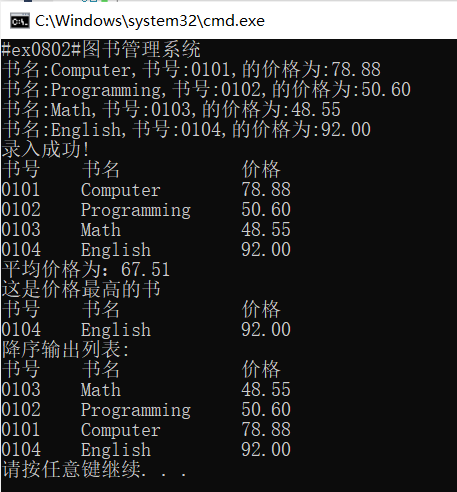 C:\Windows\system32\cmd.exe
#ex0802#图书管理系统
书名:Computer,书号:0101,的价格为:78.88
书名:Programming,书号:0102,的价格为:50.60
书名:Math,书号:0103,的价格为:48.55
书名:English,书号:0104,的价格为:92.00
录入成功!
书号 书名 价格
0101 Computer 78.88
0102 Programming 50.60
0103 Math 48.55
0104 English 92.00
平均价格为：67.51
这是价格最高的书
书号 书名 价格
0104 English 92.00
降序输出列表:
书号 书名 价格
0103 Math 48.55
0102 Programming 50.60
0101 Computer 78.88
0104 English 92.00
请按任意键继续. . .